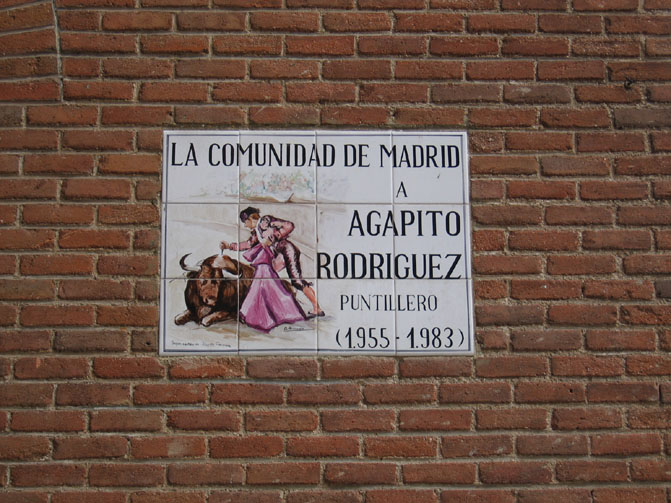 LA COMUNIDAD DE MADRID
A
AGAPITO
RODRIGUEZ
PUNTILLERO
(1.955 - 1.983)